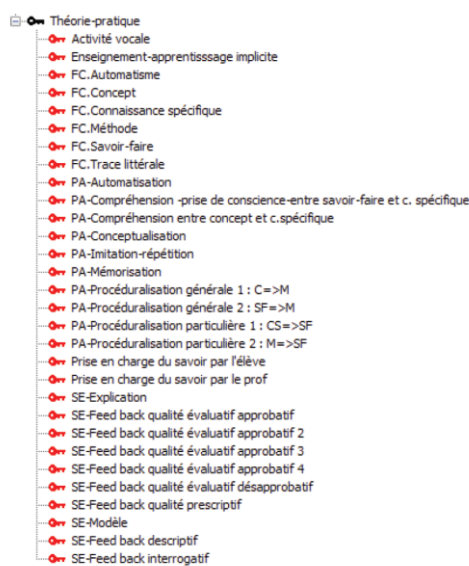 Théorie-pratique
Activité vocale
Enseignement-apprentisssage implicite
FC.Automatisme
FC.Concept
FC.Connaissance spécifique
FC.Méthode
FC.Savoir-faire
FC.Trace littérale
PA-Automatisation
PA-Compréhension -prise de conscience-entre savoir-faire et c. spécifique
PA-Compréhension entre concept et c.spécifique
PA-Conceptualisation
PA-Imitation-répétition
PA-Mémorisation
PA-Procéduralisation générale 1 : C=>M
PA-Procéduralisation générale 2 : SF=>M
PA-Procéduralisation particulière 1 : CS=>SF
PA-Procéduralisation particulière 2 : M=>SF
Prise en charge du savoir par l'élève
Prise en charge du savoir par le prof
SE-Explication
SE-Feed back qualité évaluatif approbatif
SE-Feed back qualité évaluatif approbatif 2
SE-Feed back qualité évaluatif approbatif 3
SE-Feed back qualité évaluatif approbatif 4
SE-Feed back qualité évaluatif désapprobatif
SE-Feed back qualité prescriptif
SE-Modèle
SE-Feed back descriptif
SE-Feed back interrogatif